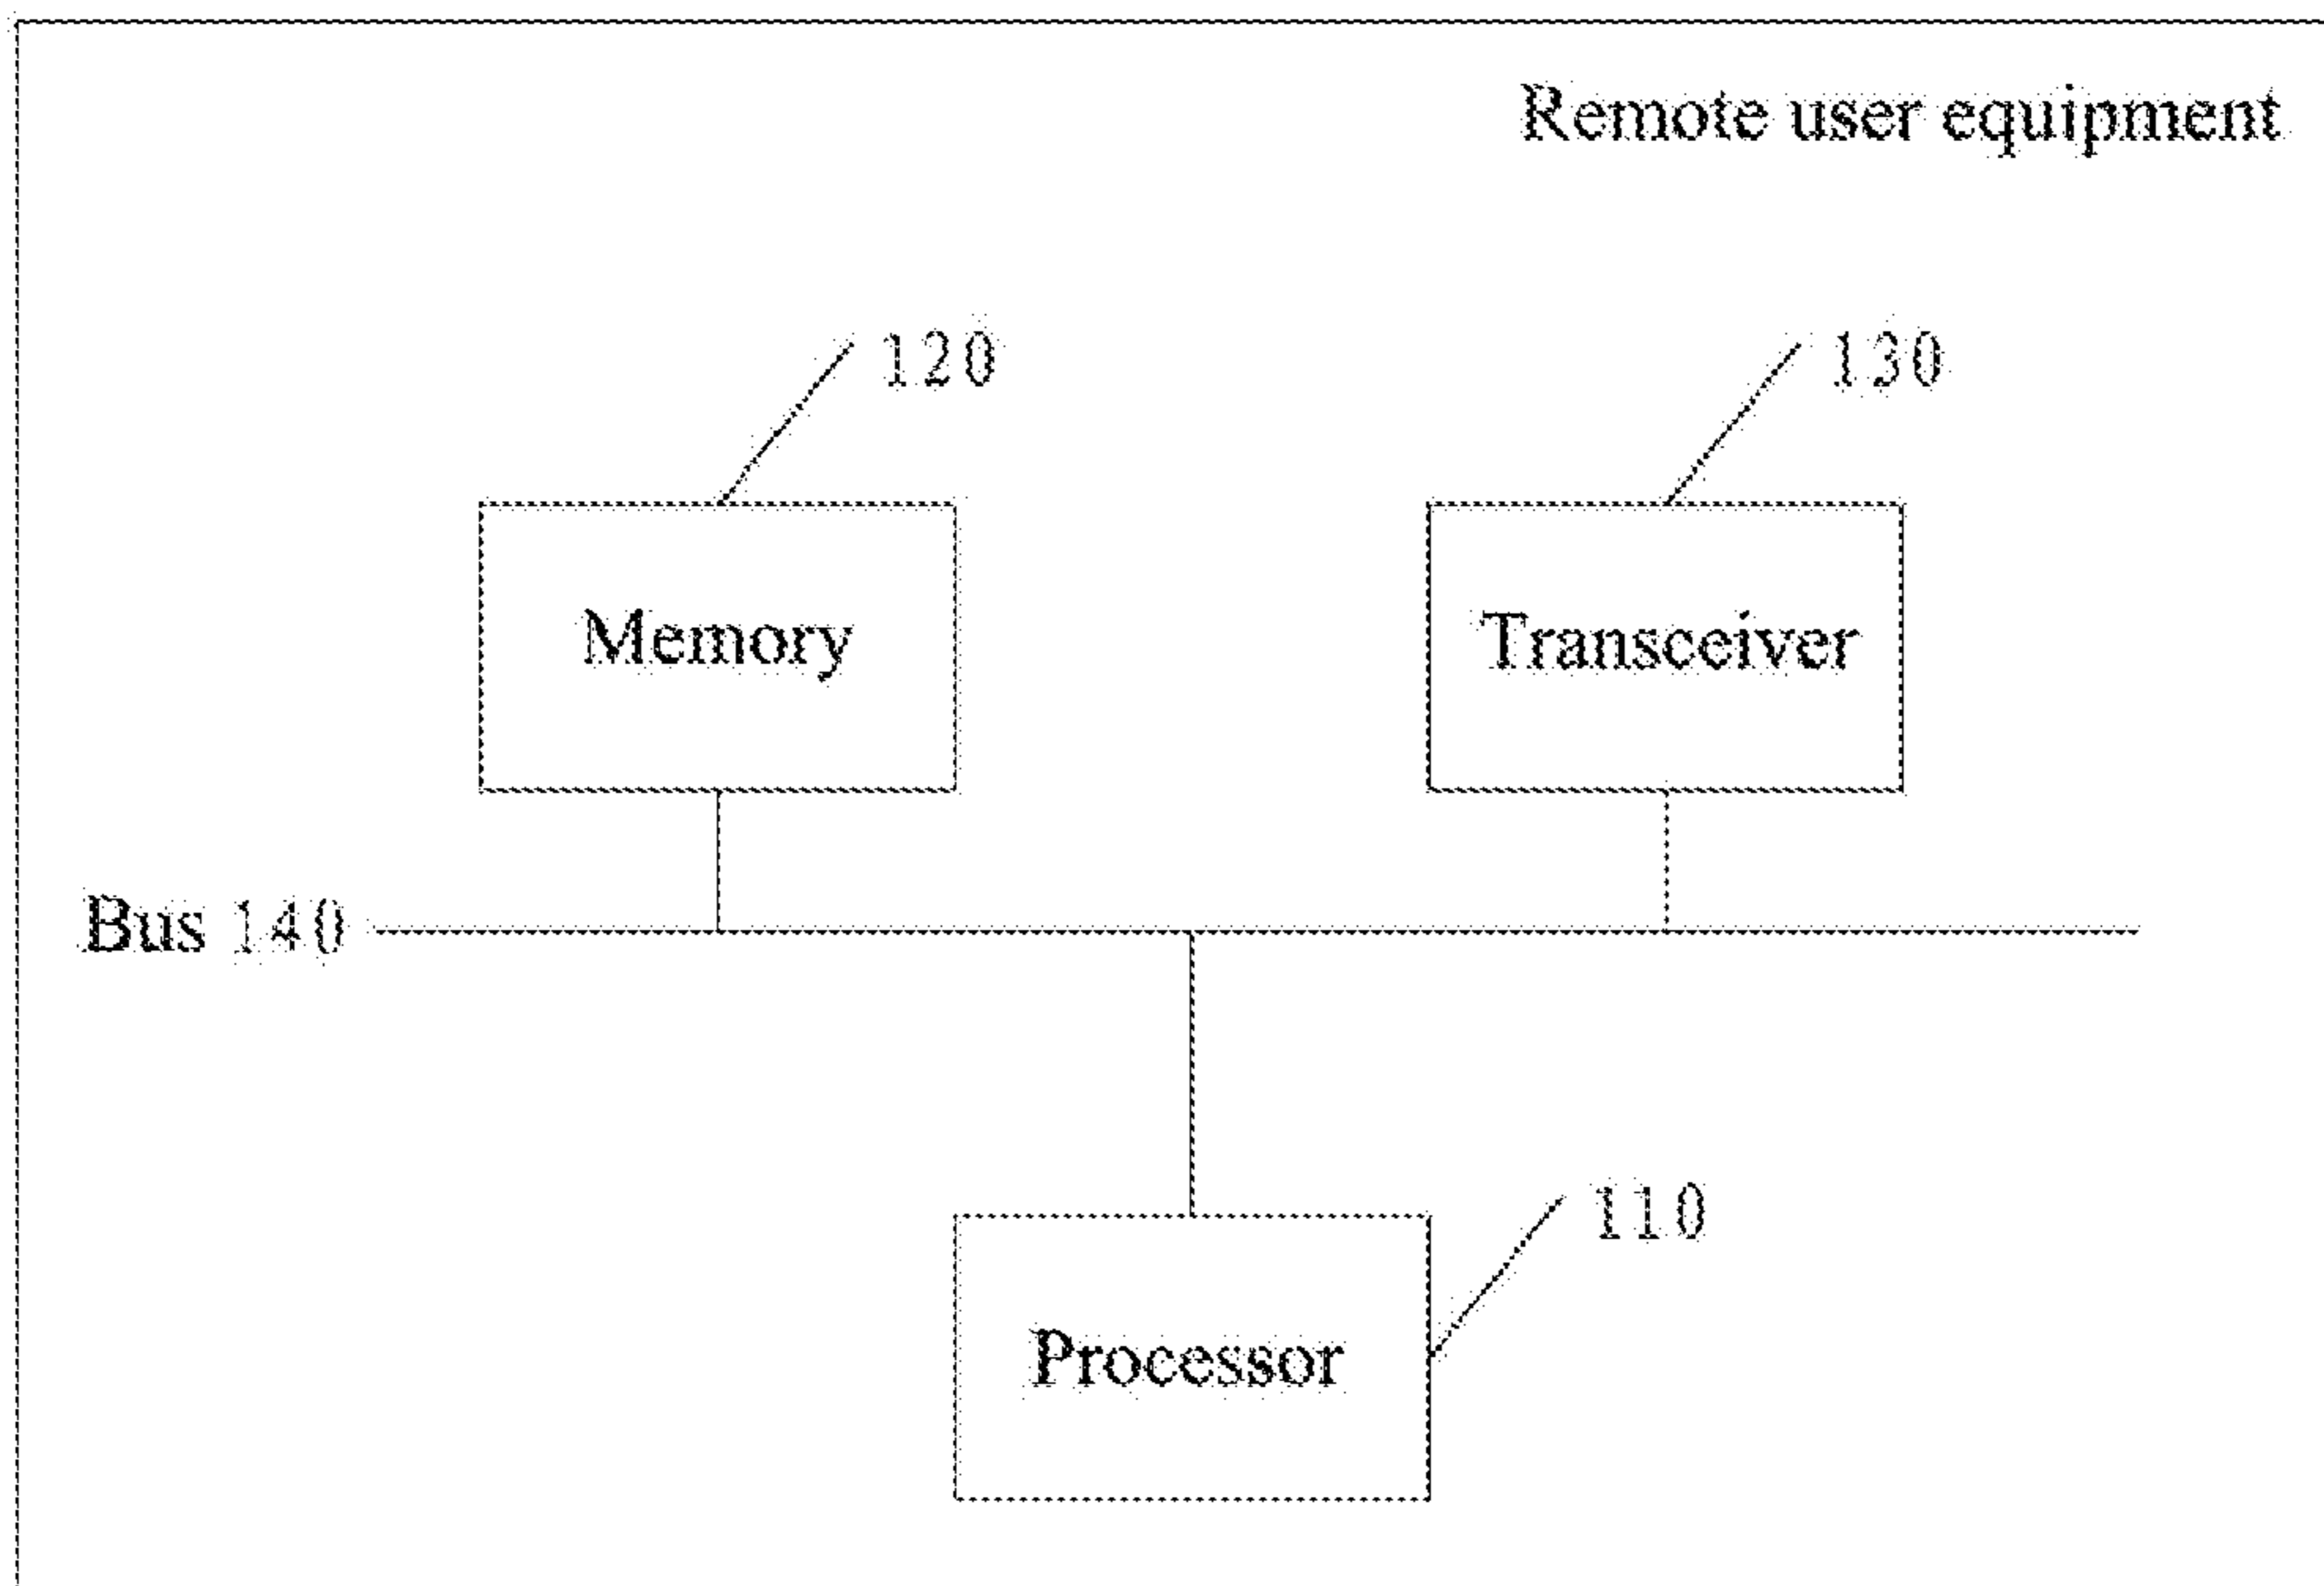 Remote user equipment
120
130
Memory
Transceiver
Bus 140
110
Processor